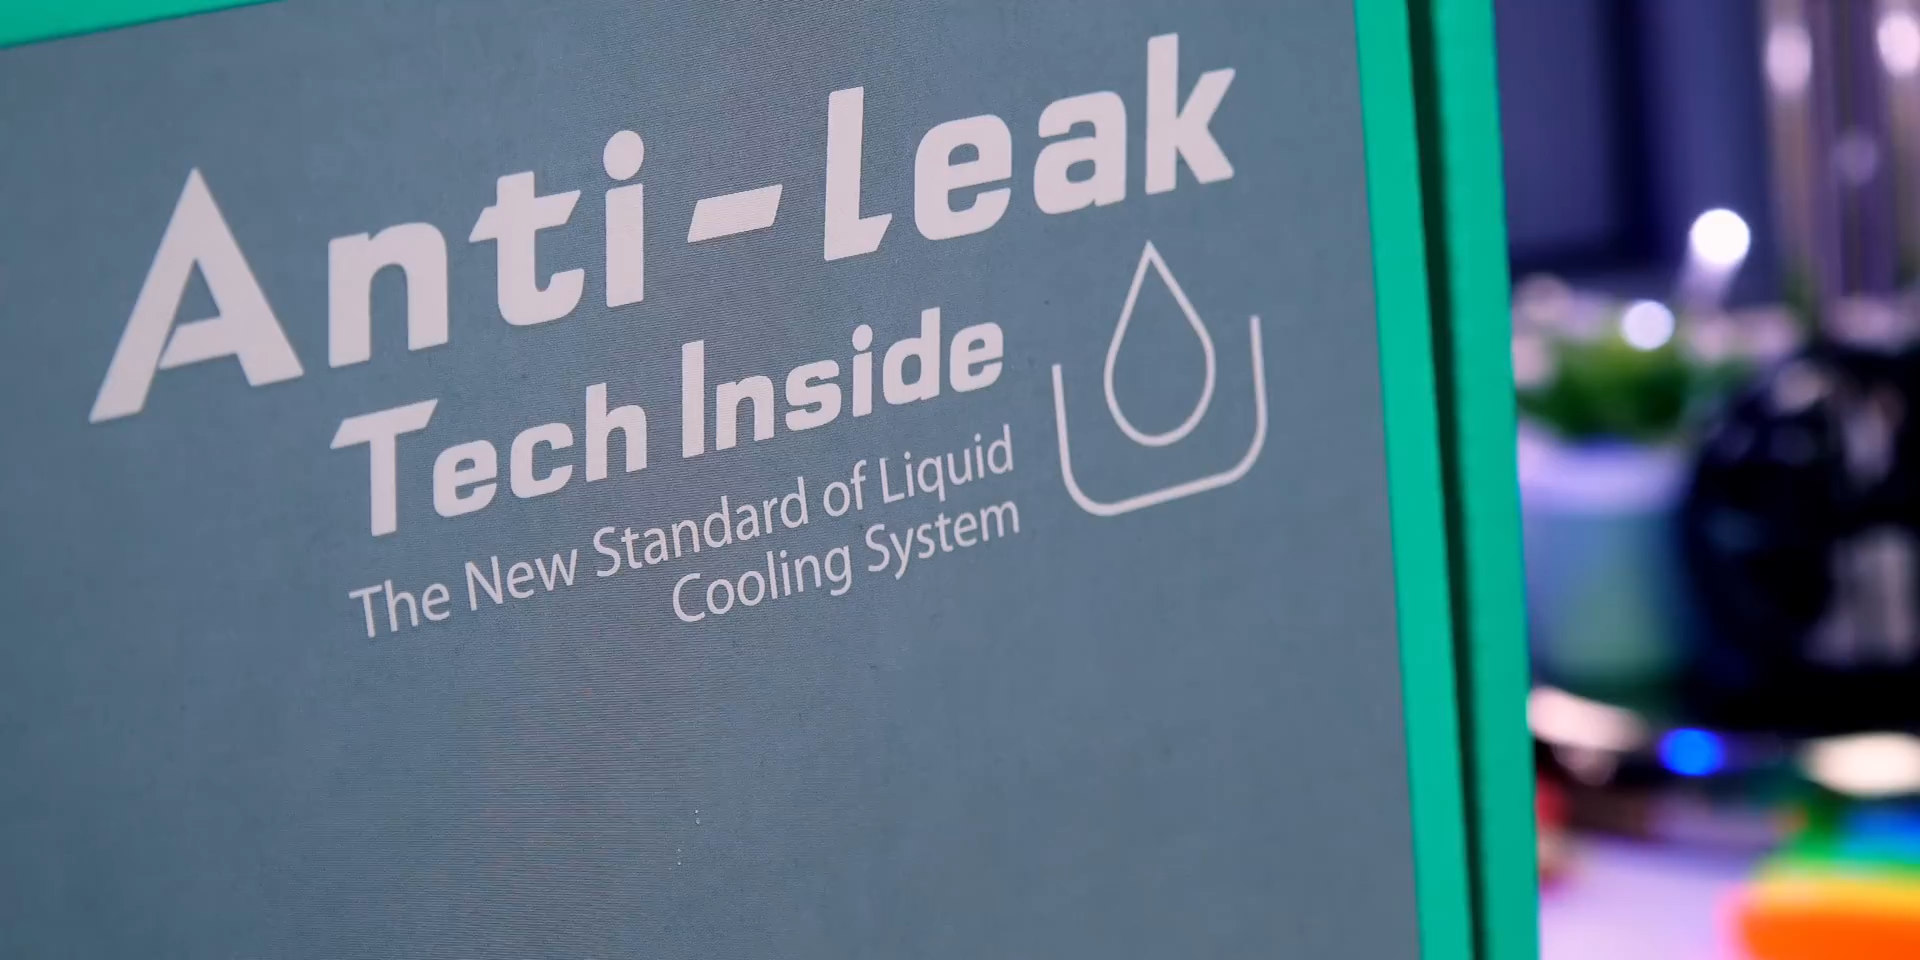 Anti-Leak
Tech Inside
The New Standard of Liquid
Cooling System